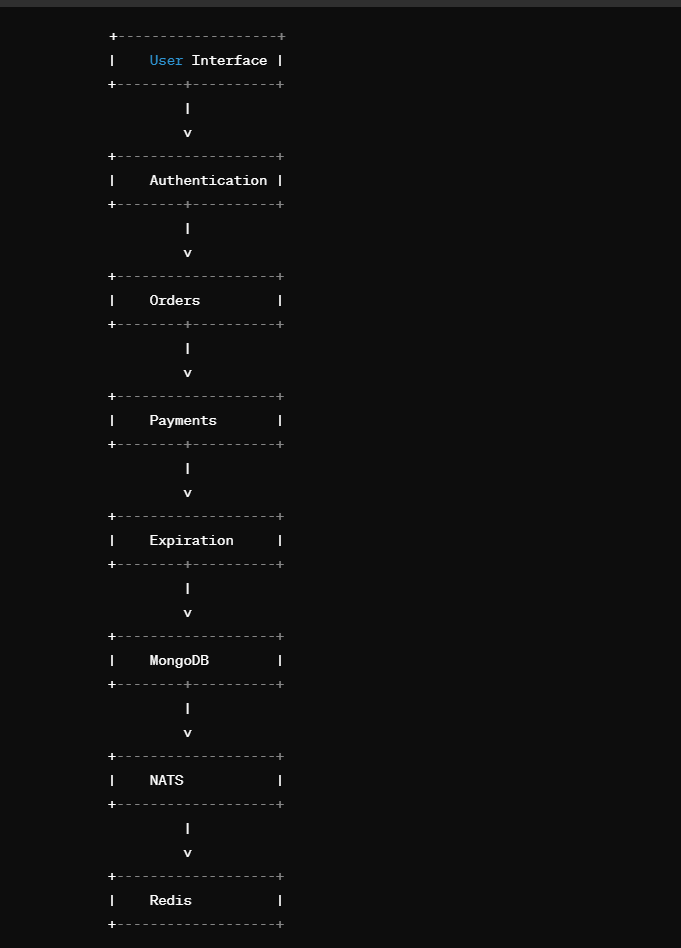 +-------------------+
|    User Interface |
+--------+----------+
         |
         v
+-------------------+
|    Authentication |
+--------+----------+
         |
         v
+-------------------+
|    Orders         |
+--------+----------+
         |
         v
+-------------------+
|    Payments       |
+--------+----------+
         |
         v
+-------------------+
|    Expiration     |
+--------+----------+
         |
         v
+-------------------+
|    MongoDB        |
+--------+----------+
         |
         v
+-------------------+
|    NATS           |
+-------------------+
         |
         v
+-------------------+
|    Redis          |
+-------------------+